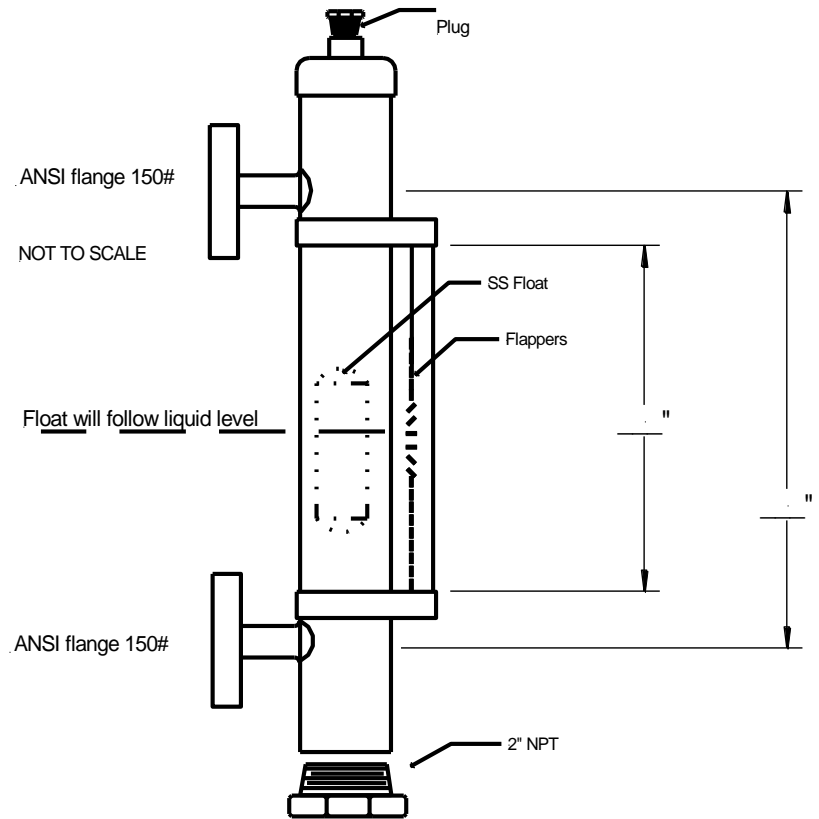 Plug
ANSI flange 150#
NOT TO SCALE
SS Float
Flappers
Float will follow liquid level
"
"
ANSI flange 150#
2" NPT